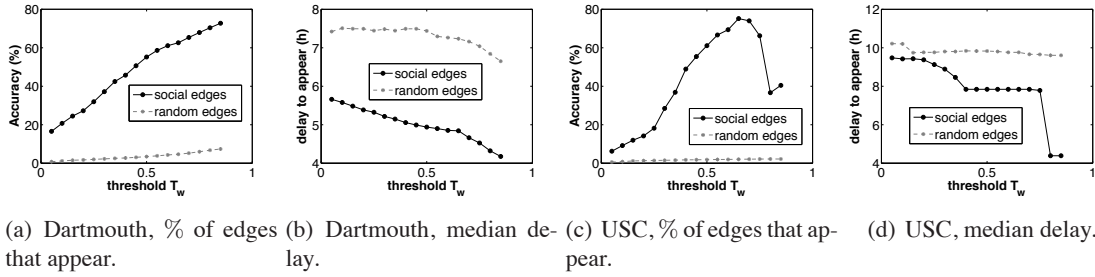 80
60
40
20
0
0
0.5
1
Accuracy (%)
threshold T_w
social edges
random edges
8
7
6
5
4
0
0.5
1
delay to appear (h)
threshold T_w
social edges
random edges
80
60
40
20
0
0
0.5
1
Accuracy (%)
threshold T_w
social edges
random edges
12
10
8
6
4
0
0.5
1
delay to appear (h)
threshold T_w
social edges
random edges
(a) Dartmouth, % of edges
that appear.
(b) Dartmouth, median de-
lay.
(c) USC, % of edges that ap-
pear.
(d) USC, median delay.